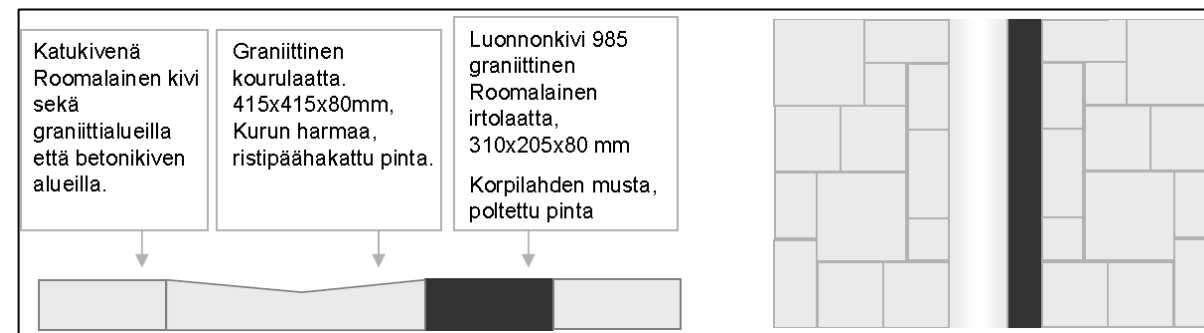 Katukivenä
Roomalainen kivi
sekä
graniittialueilla
että betonikiven
alueilla.
Graniittinen
kourulaatta.
415x415x80mm,
Kurun harmaa,
ristipäähakattu pinta.
Luonnonkivi 985
graniittinen
Roomalainen
irtolaatta,
310x205x80 mm
Korpilahden musta,
poltettu pinta